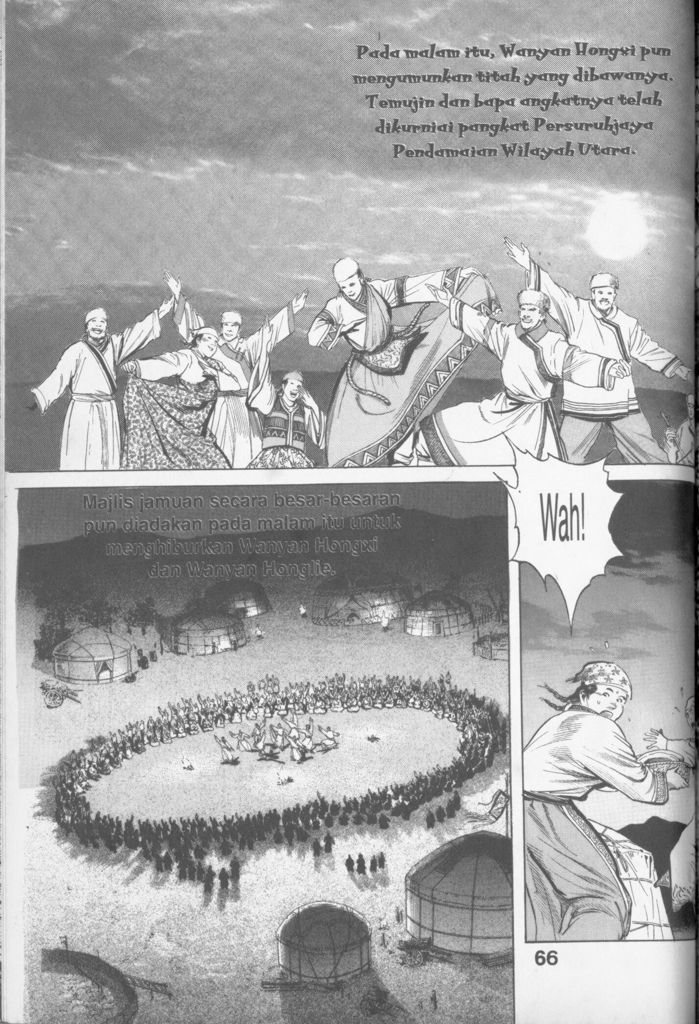 Pada malam itu, Wanyan Hongxi pun
mengumunkan titah yang dibawanya.
Temujin dan bapa angkatnya telah
dikurniai pangkat Persuruhjaya
Pendamaian Wilayah Utara.
Wah!
Majlis jamuan secara besar-besaran
pun diadakan pada malam itu untuk
menghiburkan Wanyan Hongxi
dan Wanyan Honglie.
66